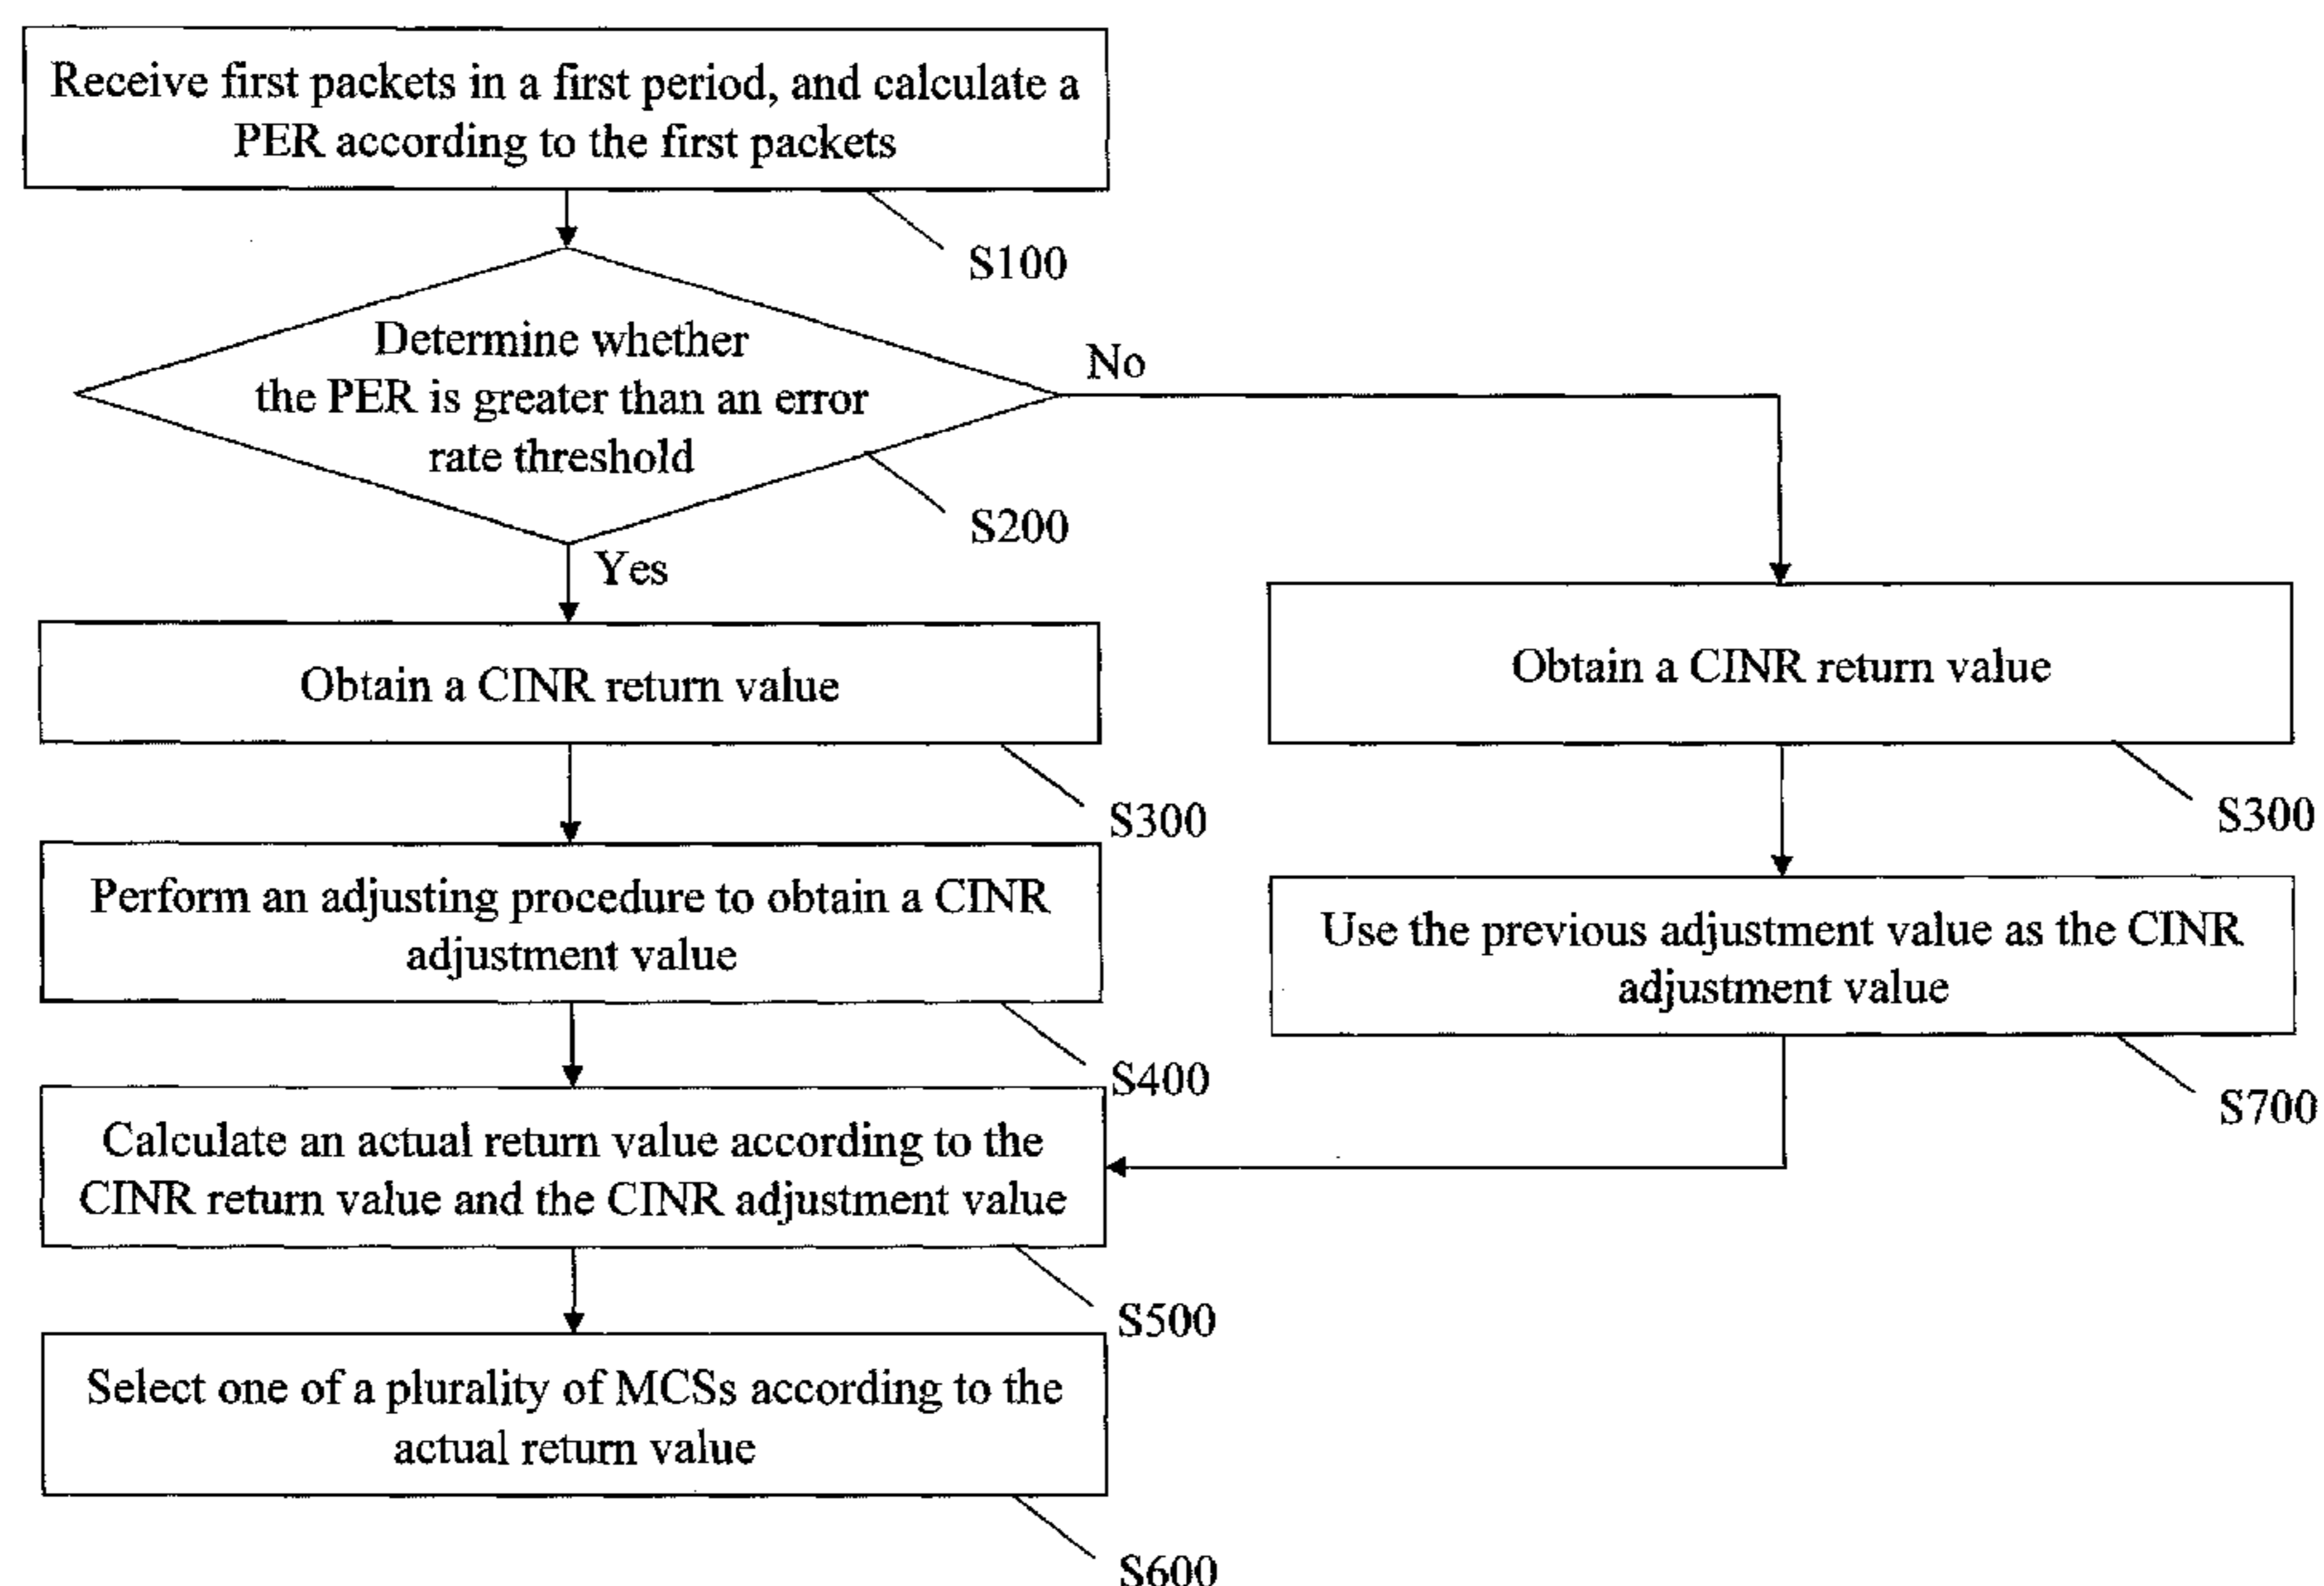 Receive first packets in a first period, and calculate a
PER according to the first packets
S100
Determine whether
the PER is greater than an error
rate threshold
S200
No
Yes
Obtain a CINR return value
S300
Obtain a CINR return value
S300
Perform an adjusting procedure to obtain a CINR
adjustment value
S400
Use the previous adjustment value as the CINR
adjustment value
S700
Calculate an actual return value according to the
CINR return value and the CINR adjustment value
S500
Select one of a plurality of MCSs according to the
actual return value
S600